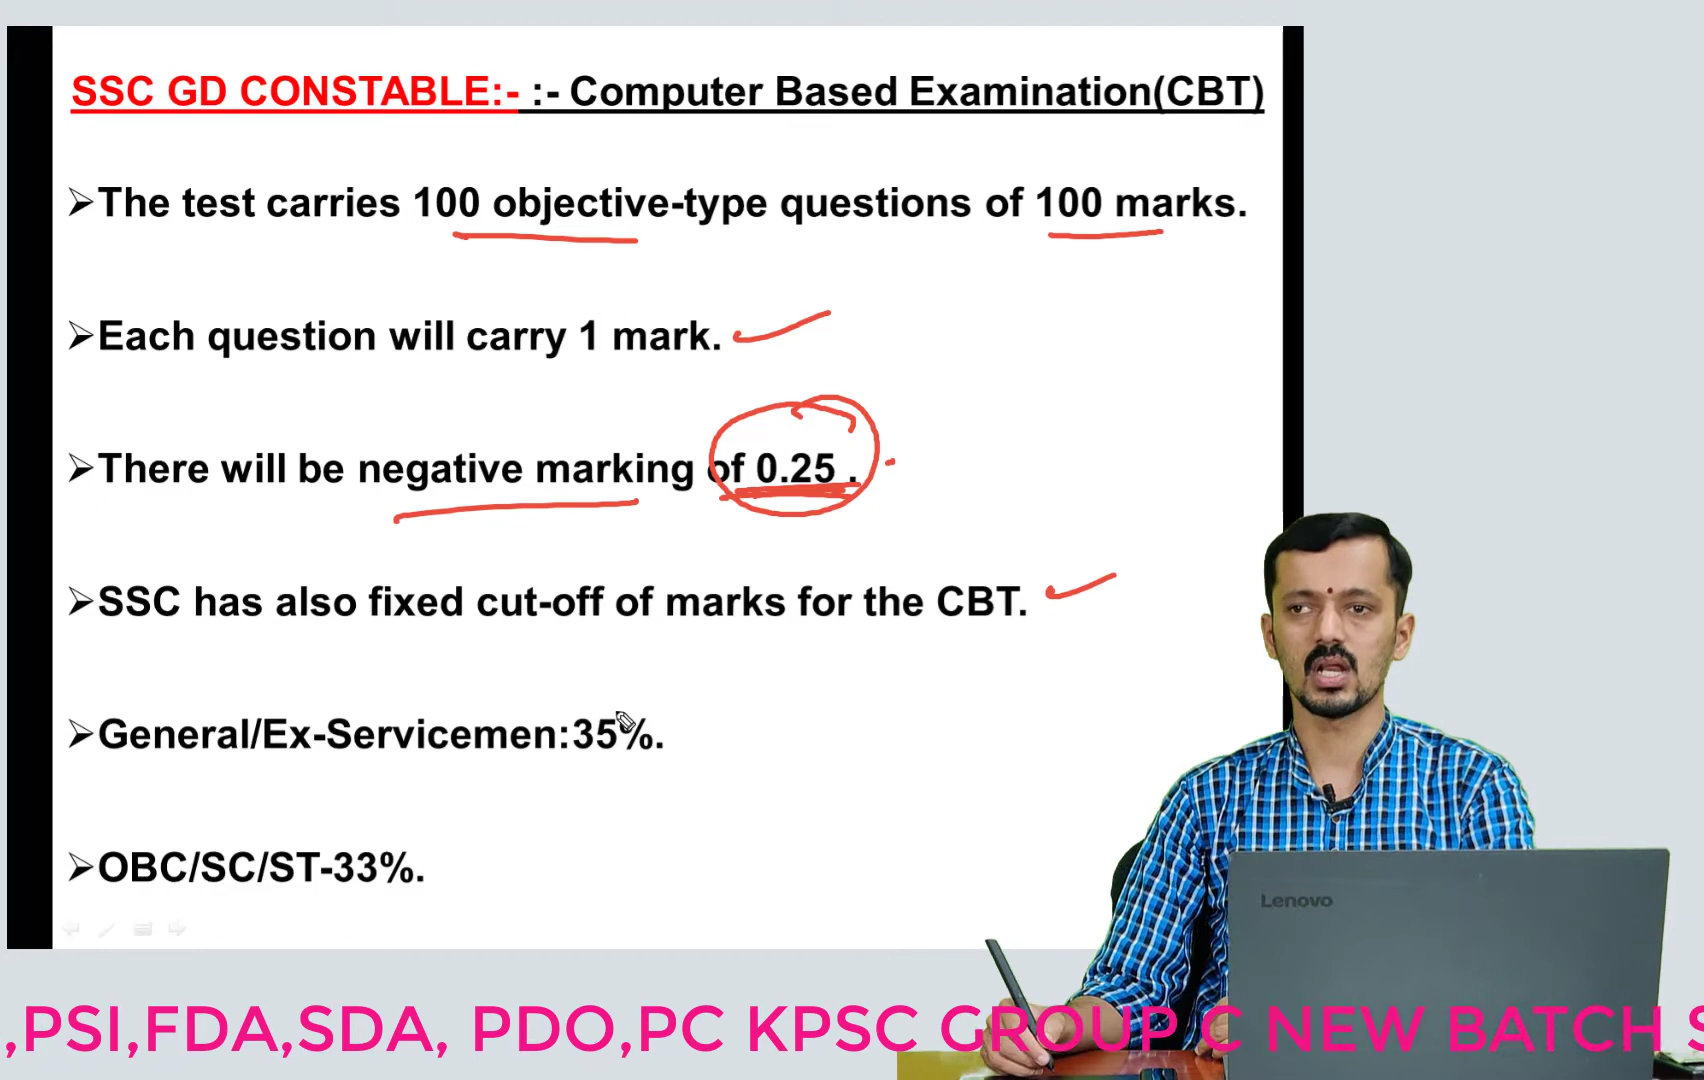 SSC GD CONSTABLE:- :- Computer Based Examination(CBT)
➢The test carries 100 objective-type questions of 100 marks.
➢Each question will carry 1 mark.
➢There will be negative marking of 0.25 .
➢SSC has also fixed cut-off of marks for the CBT.
➢General/Ex-Servicemen:35%.
➢OBC/SC/ST-33%.
Lenovo
,PSI,FDA,SDA, PDO,PC KPSC GROUP C NEW BATCH S